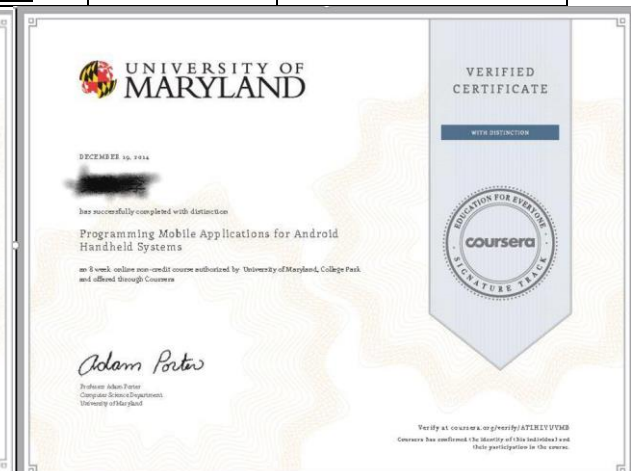 UNIVERSITY OF
MARYLAND
VERIFIED
CERTIFICATE
WITH DISTINCTION
DECEMBER 19, 2014
has successfully completed with distinction
Programming Mobile Applications for Android
Handheld Systems
an 8 week online non-credit course authorized by University of Maryland, College Park
and offered through Coursera
EDUCATION FOR EVERYONE
coursera
SIGNATURE TRACK
Adam Porter
Professor Adam Porter
Computer Science Department
University of Maryland
Verify at coursera.org/verify/
Coursera has confirmed the identity of this individual and
their participation in the course.